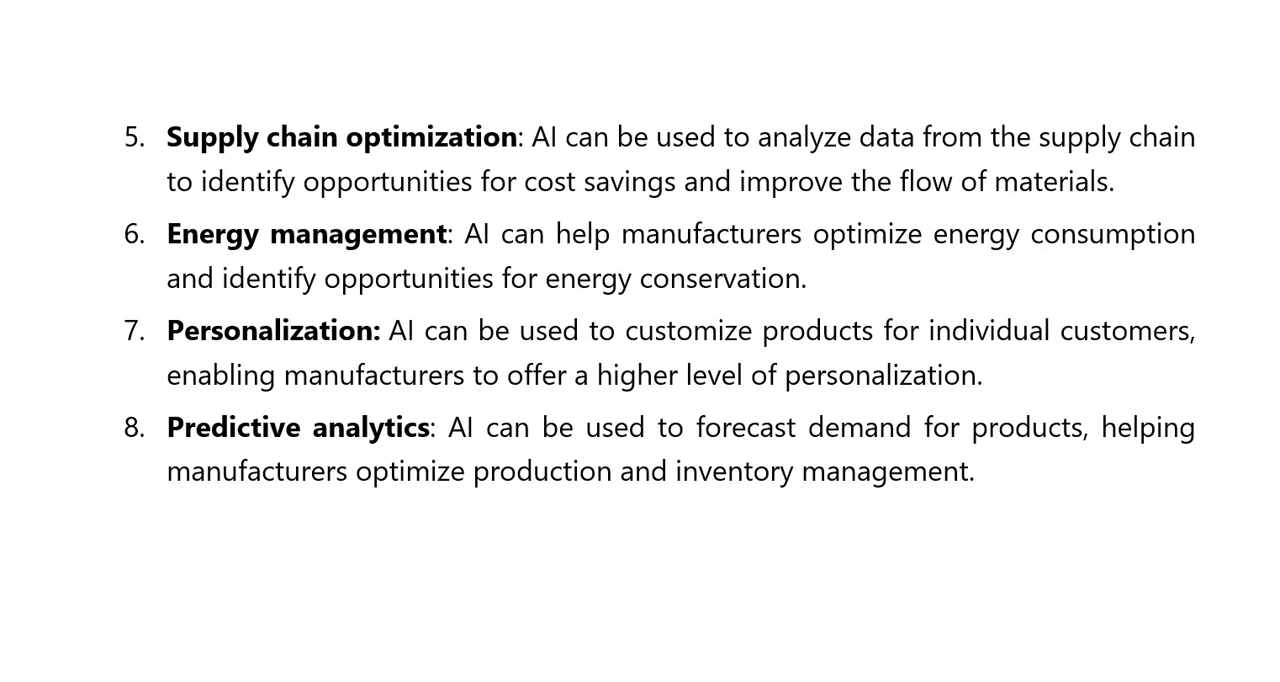 5. Supply chain optimization: AI can be used to analyze data from the supply chain
to identify opportunities for cost savings and improve the flow of materials.
6. Energy management: AI can help manufacturers optimize energy consumption
and identify opportunities for energy conservation.
7. Personalization: AI can be used to customize products for individual customers,
enabling manufacturers to offer a higher level of personalization.
8. Predictive analytics: AI can be used to forecast demand for products, helping
manufacturers optimize production and inventory management.